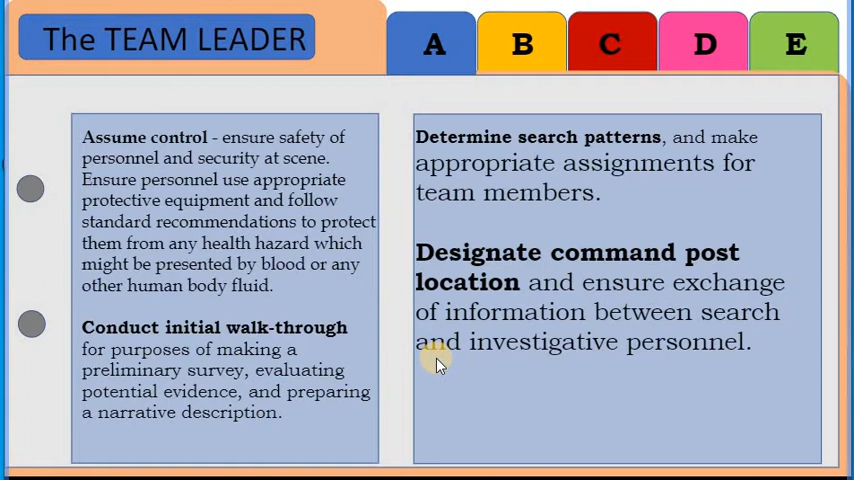 The TEAM LEADER
A B C D E
Assume control - ensure safety of
personnel and security at scene.
Ensure personnel use appropriate
protective equipment and follow
standard recommendations to protect
them from any health hazard which
might be presented by blood or any
other human body fluid.
Conduct initial walk-through
for purposes of making a
preliminary survey, evaluating
potential evidence, and preparing
a narrative description.
Determine search patterns, and make
appropriate assignments for
team members.
Designate command post
location and ensure exchange
of information between search
and investigative personnel.